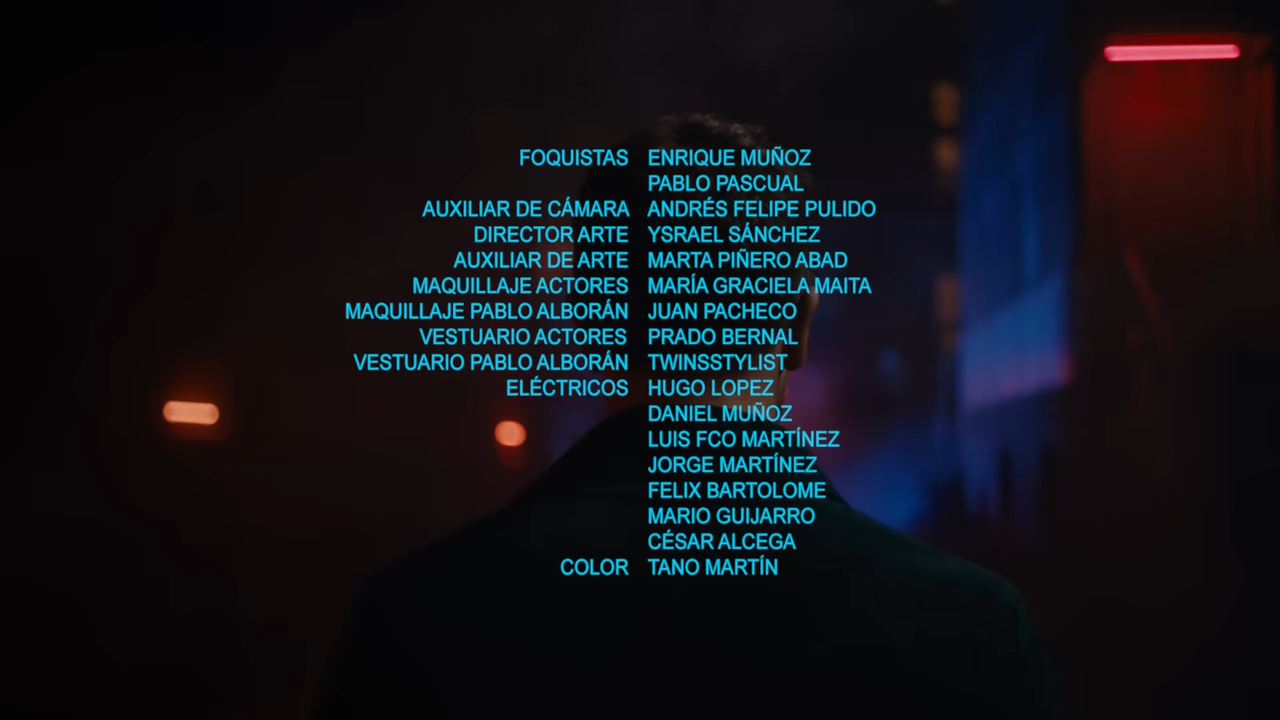 FOQUISTAS ENRIQUE MUÑOZ
PABLO PASCUAL
AUXILIAR DE CÁMARA ANDRÉS FELIPE PULIDO
DIRECTOR ARTE YSRAEL SÁNCHEZ
AUXILIAR DE ARTE MARTA PIÑERO ABAD
MAQUILLAJE ACTORES MARÍA GRACIELA MAITA
MAQUILLAJE PABLO ALBORÁN JUAN PACHECO
VESTUARIO ACTORES PRADO BERNAL
VESTUARIO PABLO ALBORÁN TWINSSTYLIST
ELÉCTRICOS HUGO LOPEZ
DANIEL MUÑOZ
LUIS FCO MARTÍNEZ
JORGE MARTÍNEZ
FELIX BARTOLOME
MARIO GUIJARRO
CÉSAR ALCEGA
COLOR TANO MARTÍN